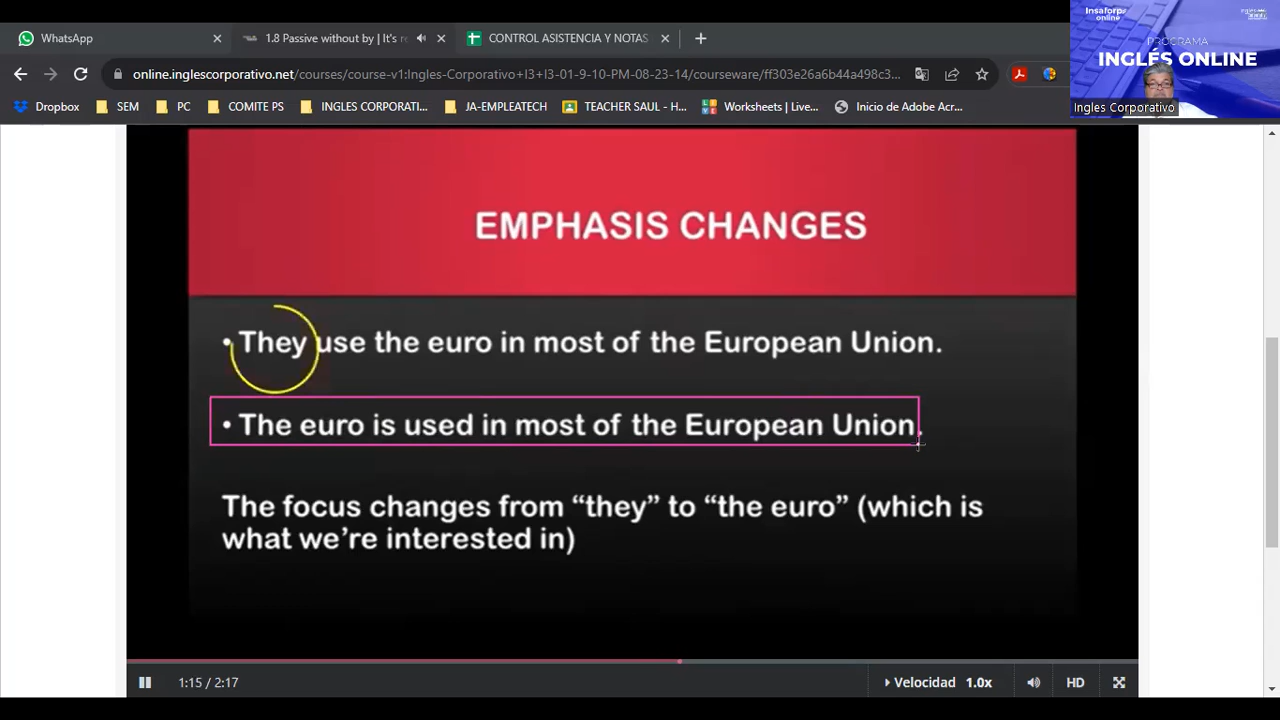 WhatsApp
1.8 Passive without by | It's r
CONTROL ASISTENCIA Y NOTAS
online.inglescorporativo.net/courses/course-v1:Ingles-Corporativo+I3+I3-01-9-10-PM-08-23-14/courseware/ff303e26a6b44a498c5...
Dropbox
SEM
PC
COMITE PS
INGLES CORPORATI...
JA-EMPLEATECH
TEACHER SAUL - H...
Worksheets | Live...
Inicio de Adobe Acr...
Insaforp
online
PROGRAMA
INGLÉS ONLINE
Ingles Corporativo
EMPHASIS CHANGES
• They use the euro in most of the European Union.
• The euro is used in most of the European Union.
The focus changes from “they” to “the euro” (which is
what we’re interested in)
1:15 / 2:17
Velocidad 1.0x
HD